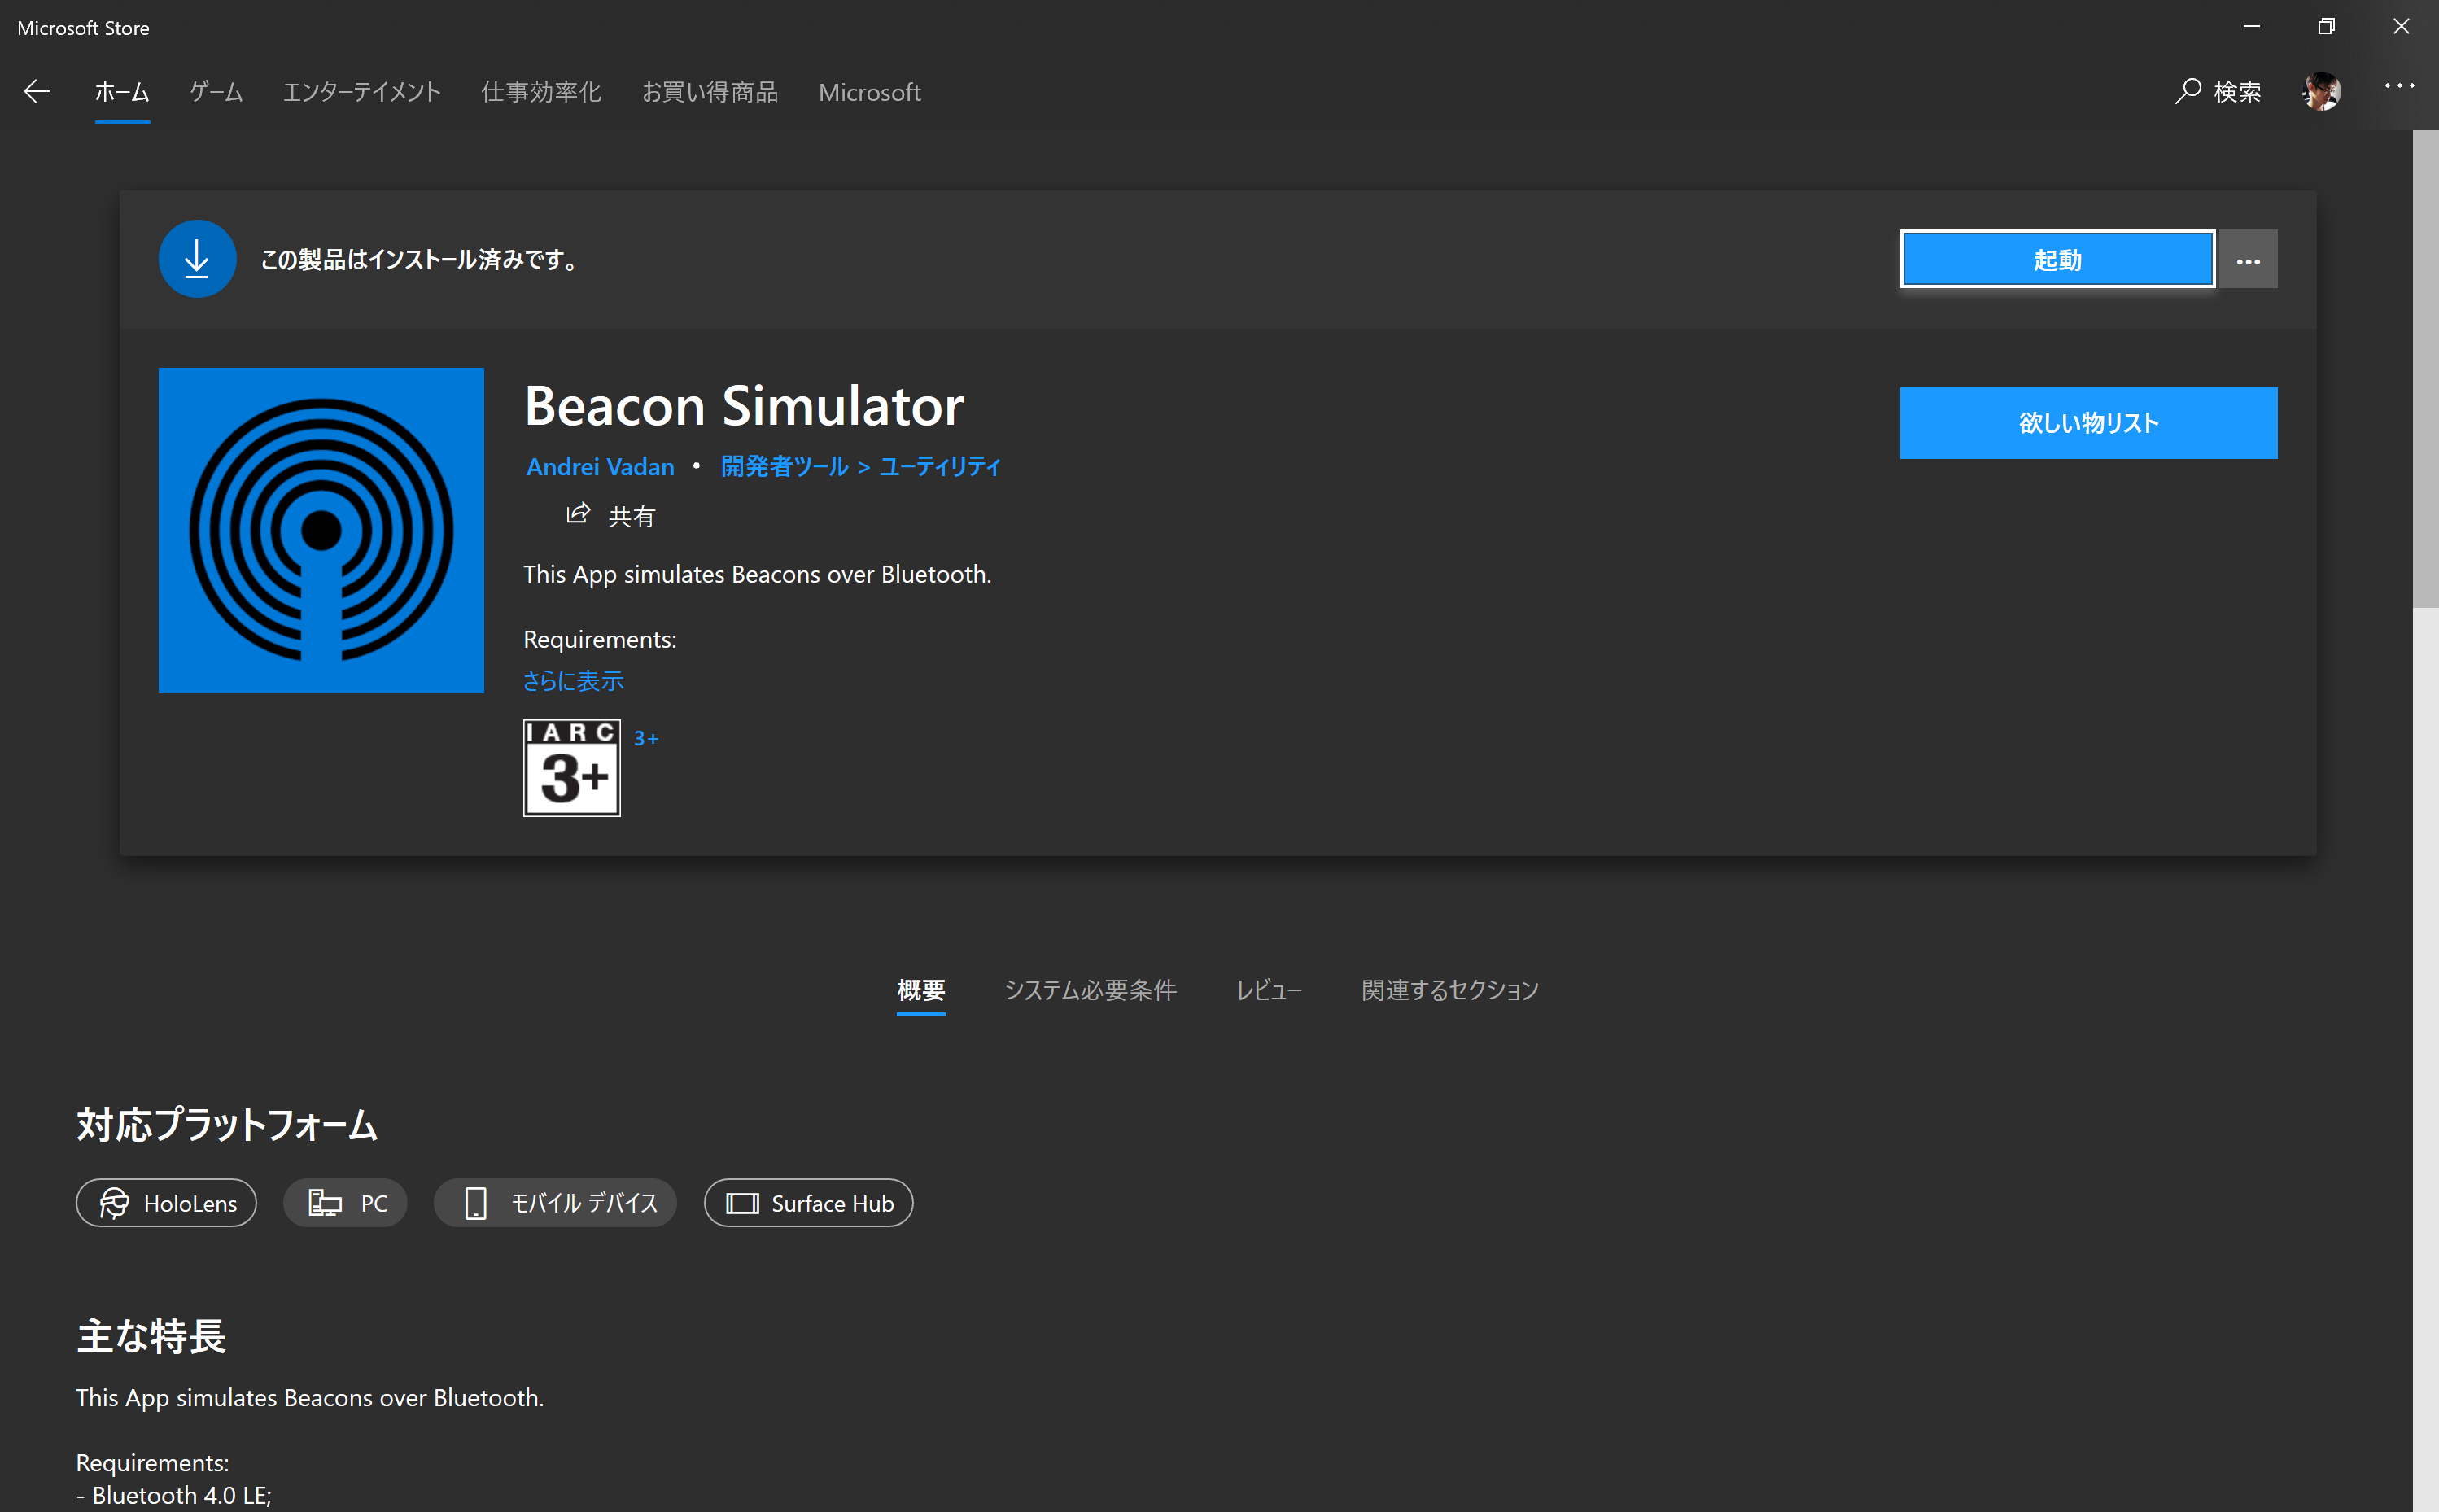 Microsoft Store
ホーム ゲーム エンターテイメント 仕事効率化 お買い得商品 Microsoft 検索
この製品はインストール済みです。 起動
Beacon Simulator
欲しい物リスト
Andrei Vadan • 開発者ツール > ユーティリティ
共有
This App simulates Beacons over Bluetooth.
Requirements:
さらに表示
IARC
3+
3+
概要 システム必要条件 レビュー 関連するセクション
対応プラットフォーム
HoloLens PC モバイル デバイス Surface Hub
主な特長
This App simulates Beacons over Bluetooth.
Requirements:
- Bluetooth 4.0 LE;